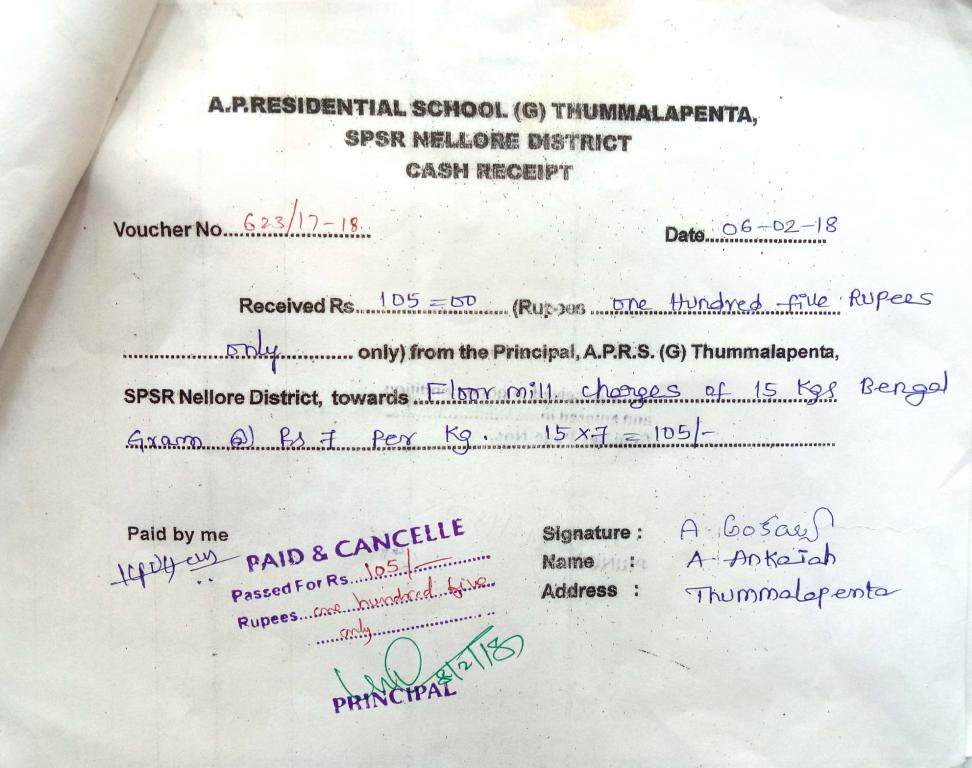 A.P.RESIDENTIAL SCHOOL (G) THUMMALAPENTA,
SPSR NELLORE DISTRICT
CASH RECEIPT
Voucher No. 623/17-18 Date 06-02-18
Received Rs. 105=00 (Rupees one Hundred five Rupees
only only) from the Principal, A.P.R.S. (G) Thummalapenta,
SPSR Nellore District, towards Floor mill charges of 15 Kgs Bengal
Gram @ Rs 7 Per Kg. 15 x 7 = 105/-
Paid by me
PAID & CANCELLE
Passed For Rs. 105/-
Rupees one hundred five
only
8/2/18
PRINCIPAL
Signature : A
Name : A Ankaiah
Address : Thummalapenta